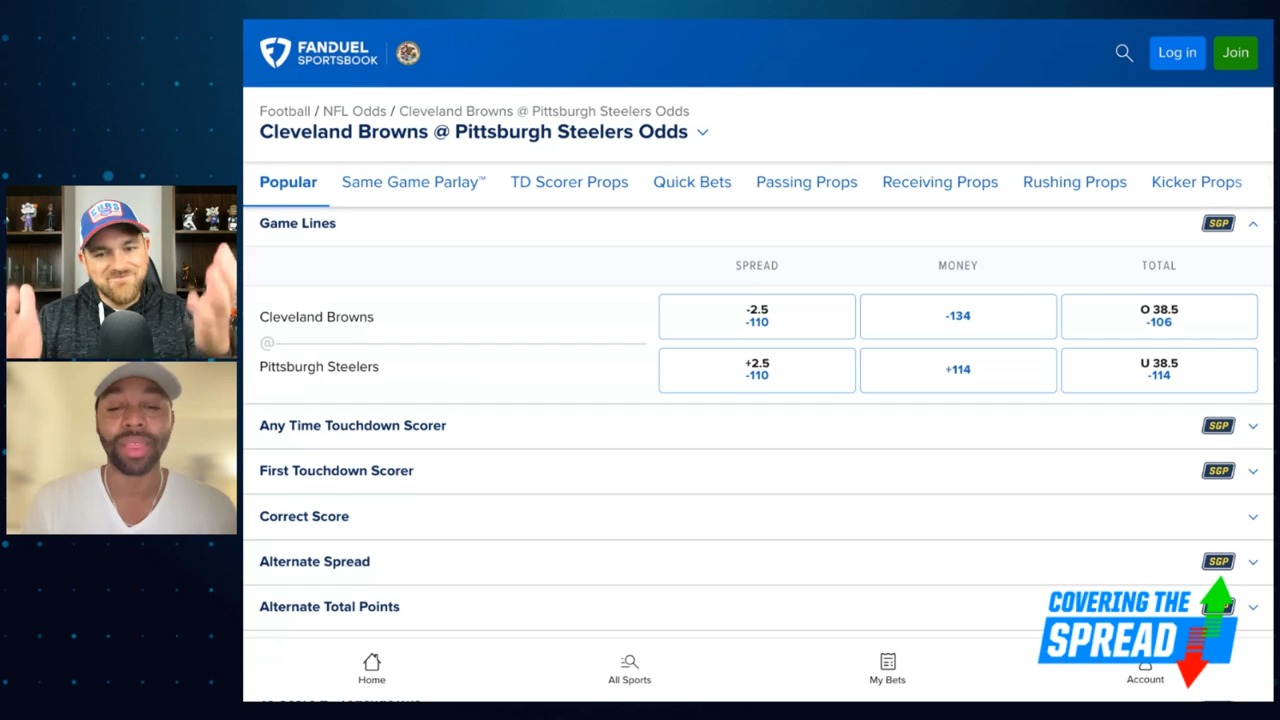 FANDUEL
SPORTSBOOK
Log in
Join
Football / NFL Odds / Cleveland Browns @ Pittsburgh Steelers Odds
Cleveland Browns @ Pittsburgh Steelers Odds
Popular Same Game Parlay™ TD Scorer Props Quick Bets Passing Props Receiving Props Rushing Props Kicker Props
Game Lines SGP
SPREAD MONEY TOTAL
Cleveland Browns
-2.5
-110
-134
O 38.5
-106
@
Pittsburgh Steelers
+2.5
-110
+114
U 38.5
-114
Any Time Touchdown Scorer SGP
First Touchdown Scorer SGP
Correct Score
Alternate Spread SGP
Alternate Total Points
COVERING THE
SPREAD
Home All Sports My Bets Account